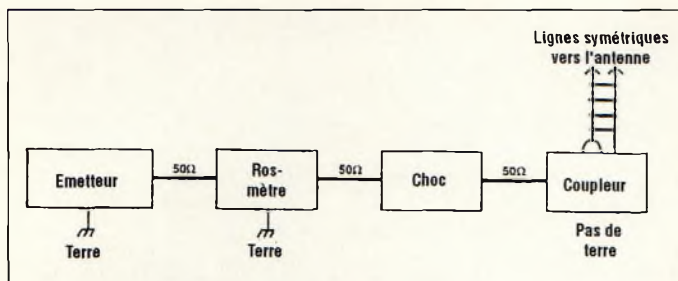 Lignes symétriques
vers l'antenne
Emetteur
50Ω
Ros-
mètre
50Ω
Choc
50Ω
Coupleur
Terre
Terre
Pas de
terre